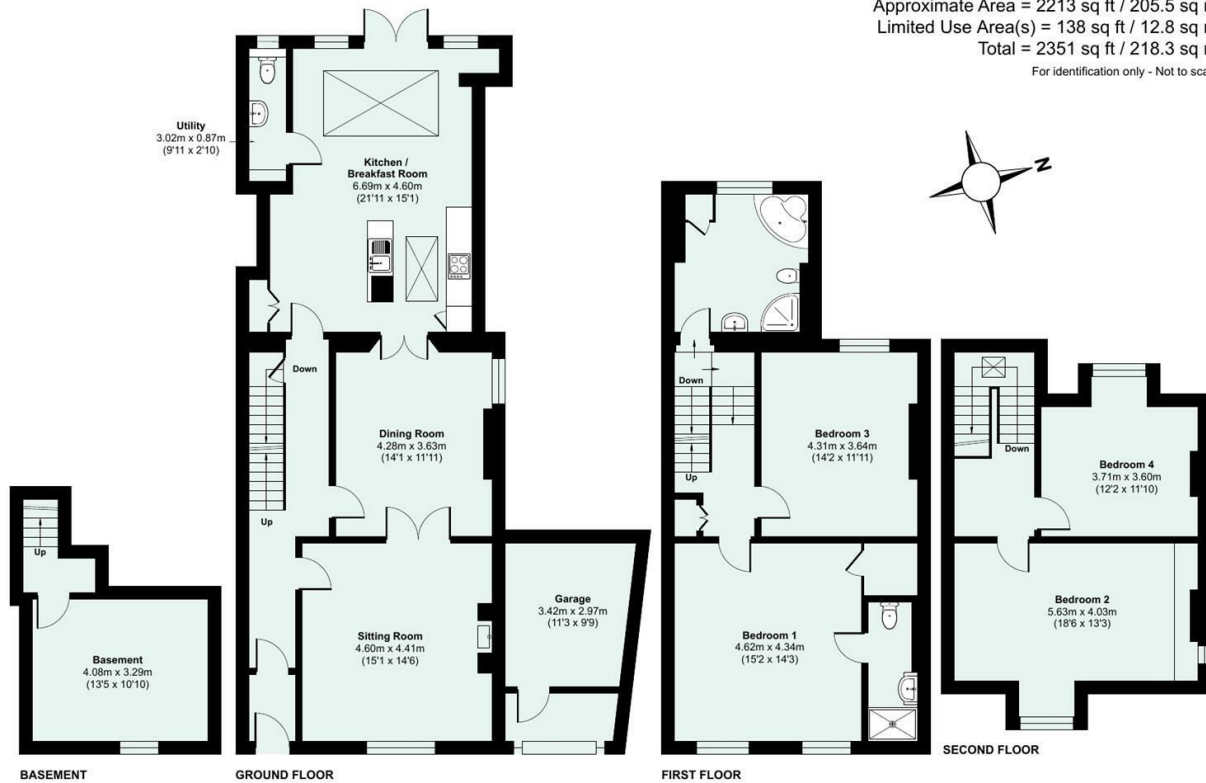 Approximate Area = 2213 sq ft / 205.5 sq
Limited Use Area(s) = 138 sq ft / 12.8 sq
Total = 2351 sq ft / 218.3 sq
For identification only - Not to
N
Utility
3.02m x 0.87m
(9'11 x 2'10)
Kitchen /
Breakfast Room
6.69m x 4.60m
(21'11 x 15'1)
Down
Dining Room
4.28m x 3.63m
(14'1 x 11'11)
Up
Sitting Room
4.60m x 4.41m
(15'1 x 14'6)
Garage
3.42m x 2.97m
(11'3 x 9'9)
Up
Basement
4.08m x 3.29m
(13'5 x 10'10)
Down
Up
Bedroom 3
4.31m x 3.64m
(14'2 x 11'11)
Bedroom 1
4.62m x 4.34m
(15'2 x 14'3)
Down
Bedroom 4
3.71m x 3.60m
(12'2 x 11'10)
Bedroom 2
5.63m x 4.03m
(18'6 x 13'3)
BASEMENT
GROUND FLOOR
FIRST FLOOR
SECOND FLOOR